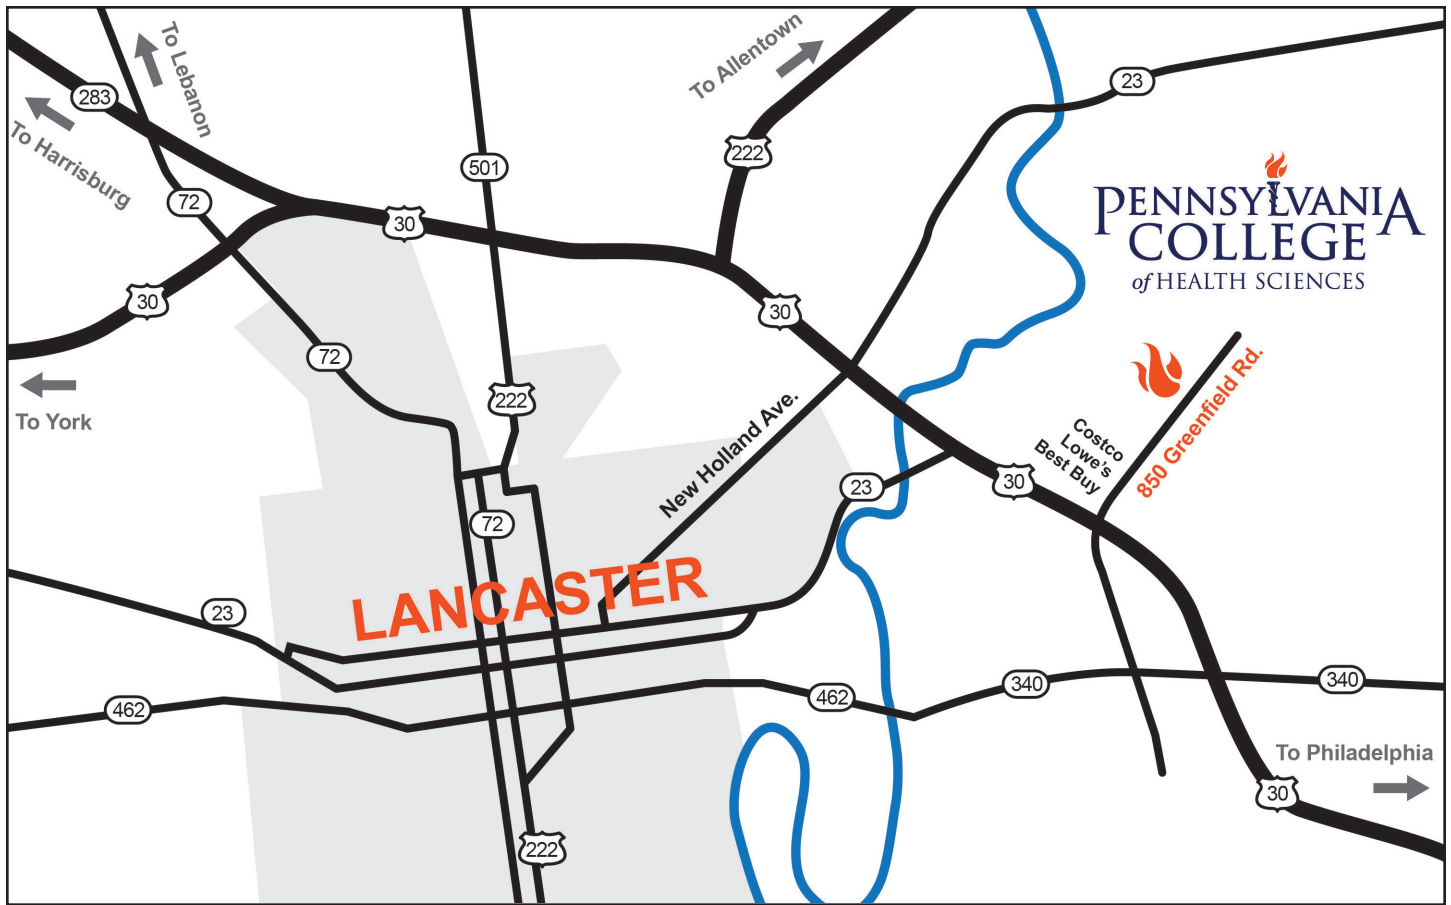 To Lebanon
To Allentown
23
283
To Harrisburg
222
501
72
PENNSYLVANIA
COLLEGE
of HEALTH SCIENCES
30
30
30
72
To York
222
New Holland Ave.
Costco
Lowe's
Best Buy
850 Greenfield Rd.
23
30
72
LANCASTER
23
462
462
340
340
To Philadelphia
30
222